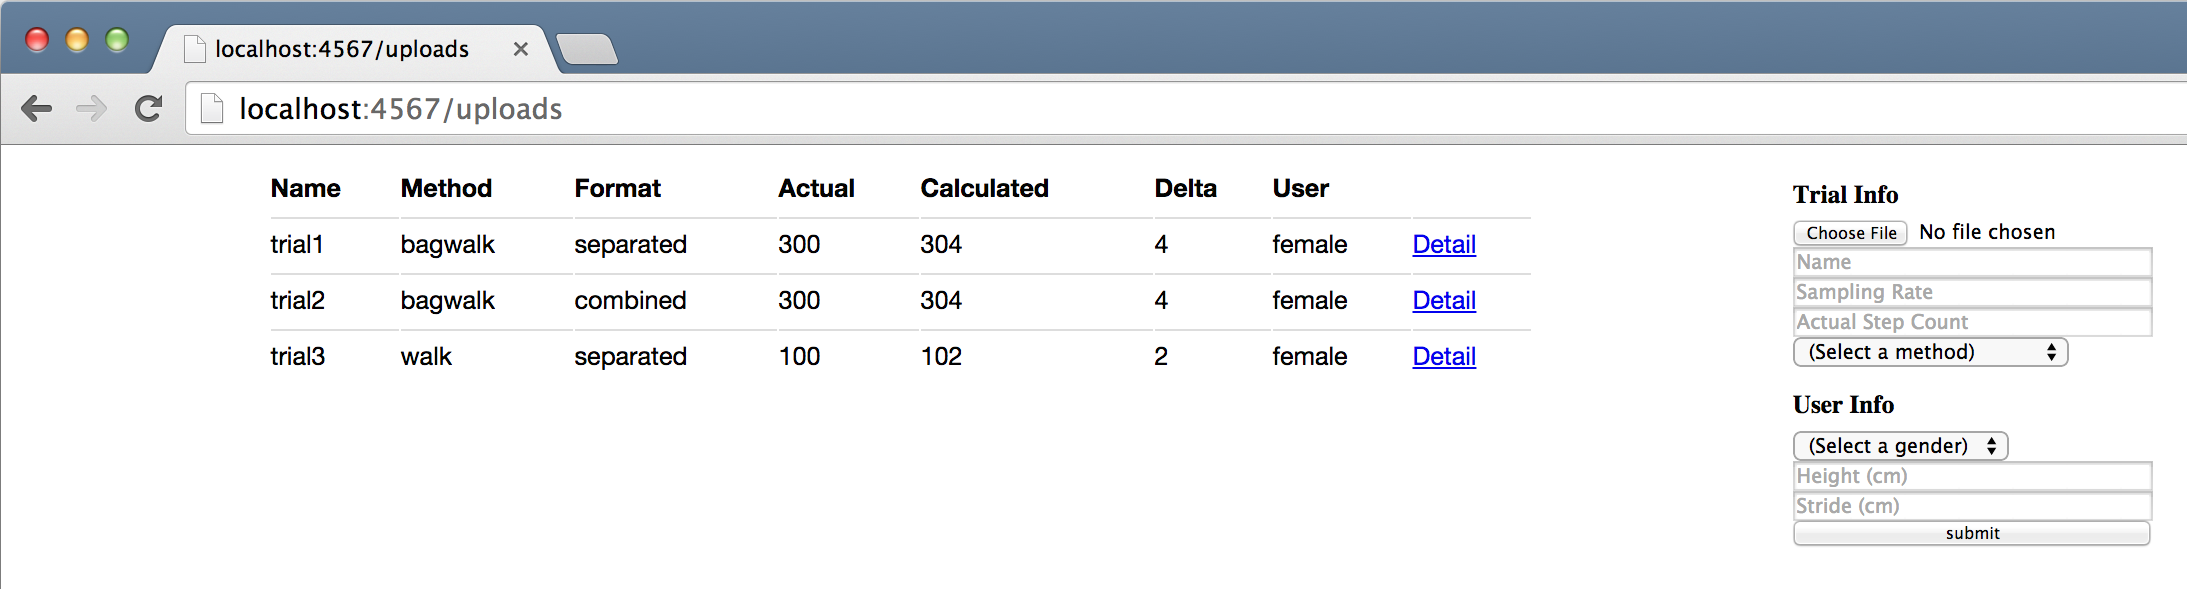 localhost:4567/uploads
localhost:4567/uploads
Name Method Format Actual Calculated Delta User
trial1 bagwalk separated 300 304 4 female Detail
trial2 bagwalk combined 300 304 4 female Detail
trial3 walk separated 100 102 2 female Detail
Trial Info
Choose File No file chosen
Name
Sampling Rate
Actual Step Count
(Select a method)
User Info
(Select a gender)
Height (cm)
Stride (cm)
submit